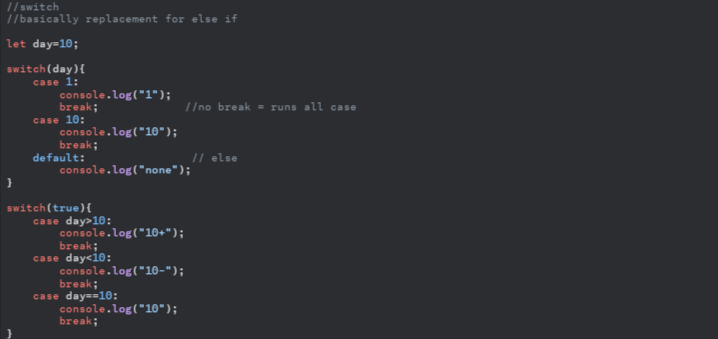 //switch
//basically replacement for else if

let day=10;

switch(day){
    case 1:
        console.log("1");
        break;             //no break = runs all case
    case 10:
        console.log("10");
        break;
    default:                // else
        console.log("none");
}

switch(true){
    case day>10:
        console.log("10+");
        break;
    case day<10:
        console.log("10-");
        break;
    case day==10:
        console.log("10");
        break;
}